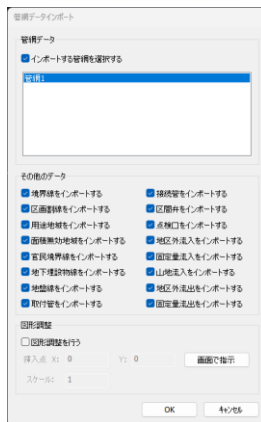 管網データインポート
管網データ
インポートする管網を選択する
管網1
その他のデータ
境界線をインポートする 接続管をインポートする
区画割線をインポートする 区間弁をインポートする
用途地域をインポートする 点検口をインポートする
面積無効地域をインポートする 地区外流入をインポートする
官民境界線をインポートする 固定量流入をインポートする
地下埋設物線をインポートする 山地流入をインポートする
地盤線をインポートする 地区外流出をインポートする
取付管をインポートする 固定量流出をインポートする
図形調整
図形調整を行う
挿入点 X: 0 Y: 0 画面で指示
スケール: 1
OK キャンセル